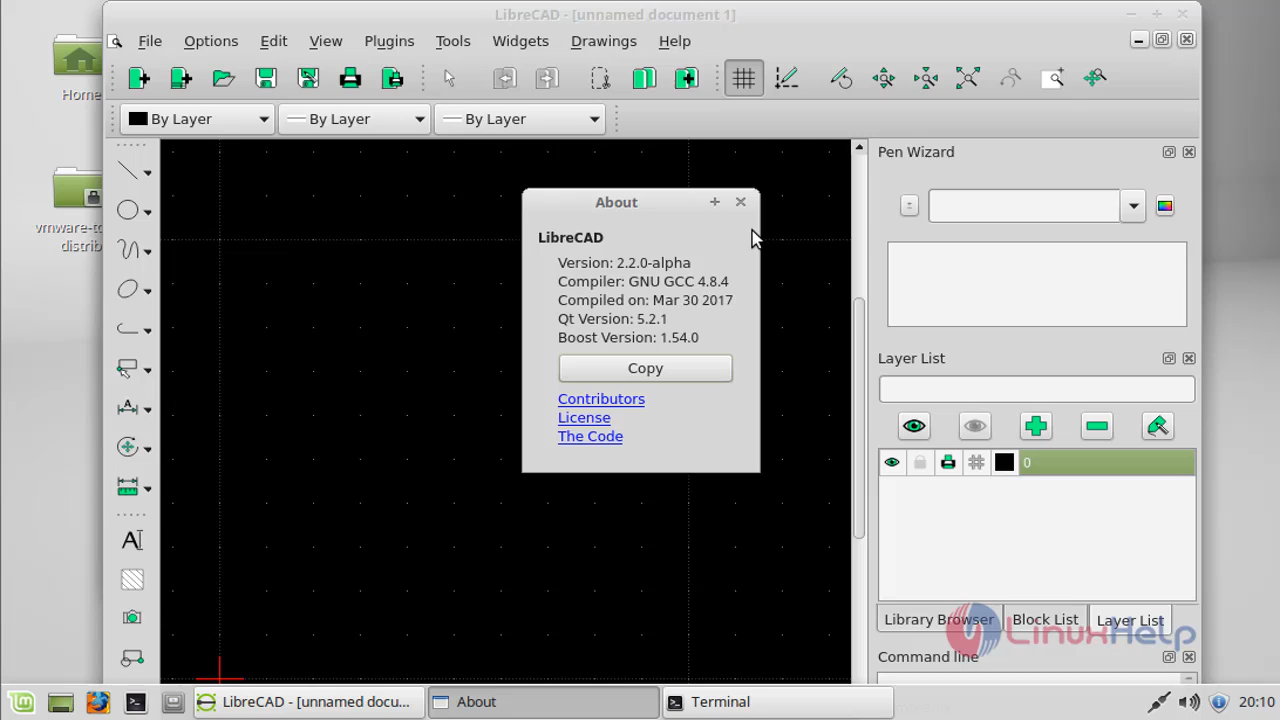 LibreCAD - [unnamed document 1]
File Options Edit View Plugins Tools Widgets Drawings Help
By Layer By Layer By Layer
Home
vmware-to
distrib
Pen Wizard
About
LibreCAD
Version: 2.2.0-alpha
Compiler: GNU GCC 4.8.4
Compiled on: Mar 30 2017
Qt Version: 5.2.1
Boost Version: 1.54.0
Copy
Contributors
License
The Code
Layer List
0
A
Library Browser Block List Layer List
LinuxHelp
Command line
LibreCAD - [unnamed docu... About Terminal 20:10